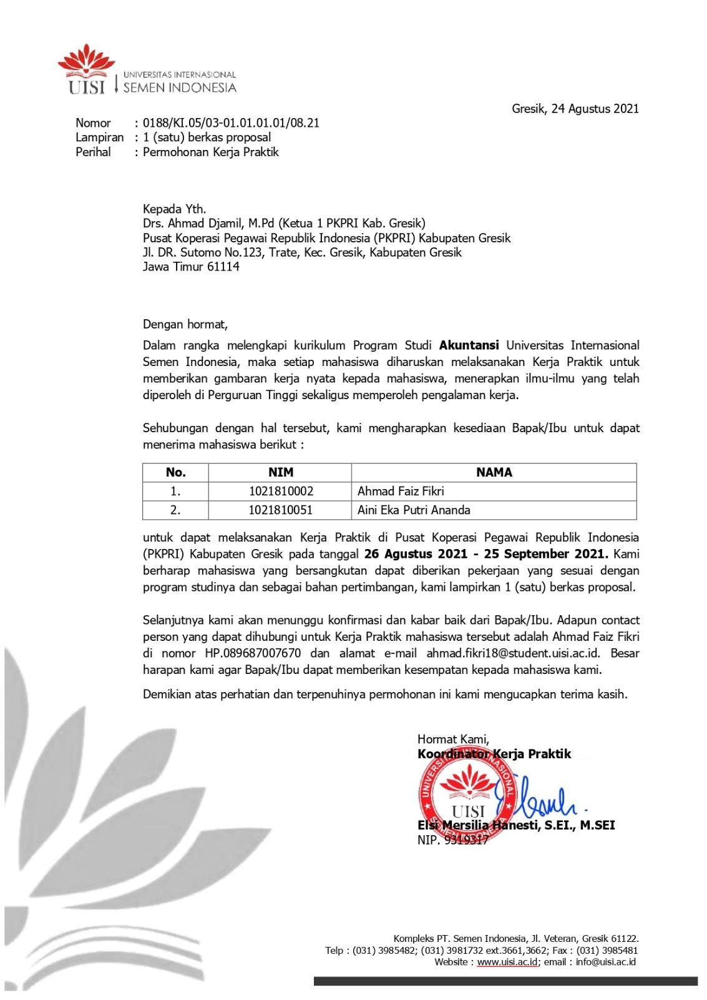 UISI
UNIVERSITAS INTERNASIONAL
SEMEN INDONESIA
Gresik, 24 Agustus 2021
Nomor : 0188/KI.05/03-01.01.01.01/08.21
Lampiran : 1 (satu) berkas proposal
Perihal : Permohonan Kerja Praktik
Kepada Yth.
Drs. Ahmad Djamil, M.Pd (Ketua 1 PKPRI Kab. Gresik)
Pusat Koperasi Pegawai Republik Indonesia (PKPRI) Kabupaten Gresik
Jl. DR. Sutomo No.123, Trate, Kec. Gresik, Kabupaten Gresik
Jawa Timur 61114
Dengan hormat,
Dalam rangka melengkapi kurikulum Program Studi Akuntansi Universitas Internasional
Semen Indonesia, maka setiap mahasiswa diharuskan melaksanakan Kerja Praktik untuk
memberikan gambaran kerja nyata kepada mahasiswa, menerapkan ilmu-ilmu yang telah
diperoleh di Perguruan Tinggi sekaligus memperoleh pengalaman kerja.
Sehubungan dengan hal tersebut, kami mengharapkan kesediaan Bapak/Ibu untuk dapat
menerima mahasiswa berikut :
No. NIM NAMA
1. 1021810002 Ahmad Faiz Fikri
2. 1021810051 Aini Eka Putri Ananda
untuk dapat melaksanakan Kerja Praktik di Pusat Koperasi Pegawai Republik Indonesia
(PKPRI) Kabupaten Gresik pada tanggal 26 Agustus 2021 - 25 September 2021. Kami
berharap mahasiswa yang bersangkutan dapat diberikan pekerjaan yang sesuai dengan
program studinya dan sebagai bahan pertimbangan, kami lampirkan 1 (satu) berkas proposal.
Selanjutnya kami akan menunggu konfirmasi dan kabar baik dari Bapak/Ibu. Adapun contact
person yang dapat dihubungi untuk Kerja Praktik mahasiswa tersebut adalah Ahmad Faiz Fikri
di nomor HP.089687007670 dan alamat e-mail ahmad.fikri18@student.uisi.ac.id. Besar
harapan kami agar Bapak/Ibu dapat memberikan kesempatan kepada mahasiswa kami.
Demikian atas perhatian dan terpenuhinya permohonan ini kami mengucapkan terima kasih.
Hormat Kami,
Koordinator Kerja Praktik
UNIVERSITAS INTERNASIONAL
UISI
SEMEN INDONESIA
Elsi Mersilia Hanesti, S.EI., M.SEI
NIP. 9319317
Kompleks PT. Semen Indonesia, Jl. Veteran, Gresik 61122.
Telp : (031) 3985482; (031) 3981732 ext.3661,3662; Fax : (031) 3985481
Website : www.uisi.ac.id; email : info@uisi.ac.id